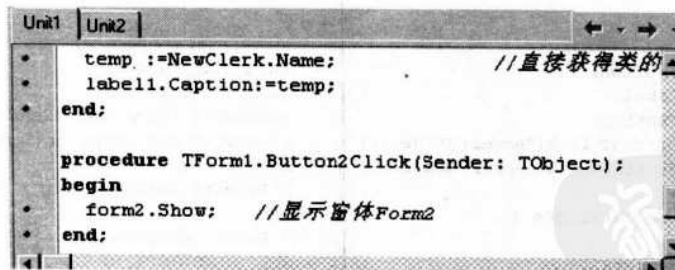 Unit1 Unit2
temp :=NewClerk.Name; //直接获得类的
label1.Caption:=temp;
end;
procedure TForm1.Button2Click(Sender: TObject);
begin
form2.Show; //显示窗体Form2
end;